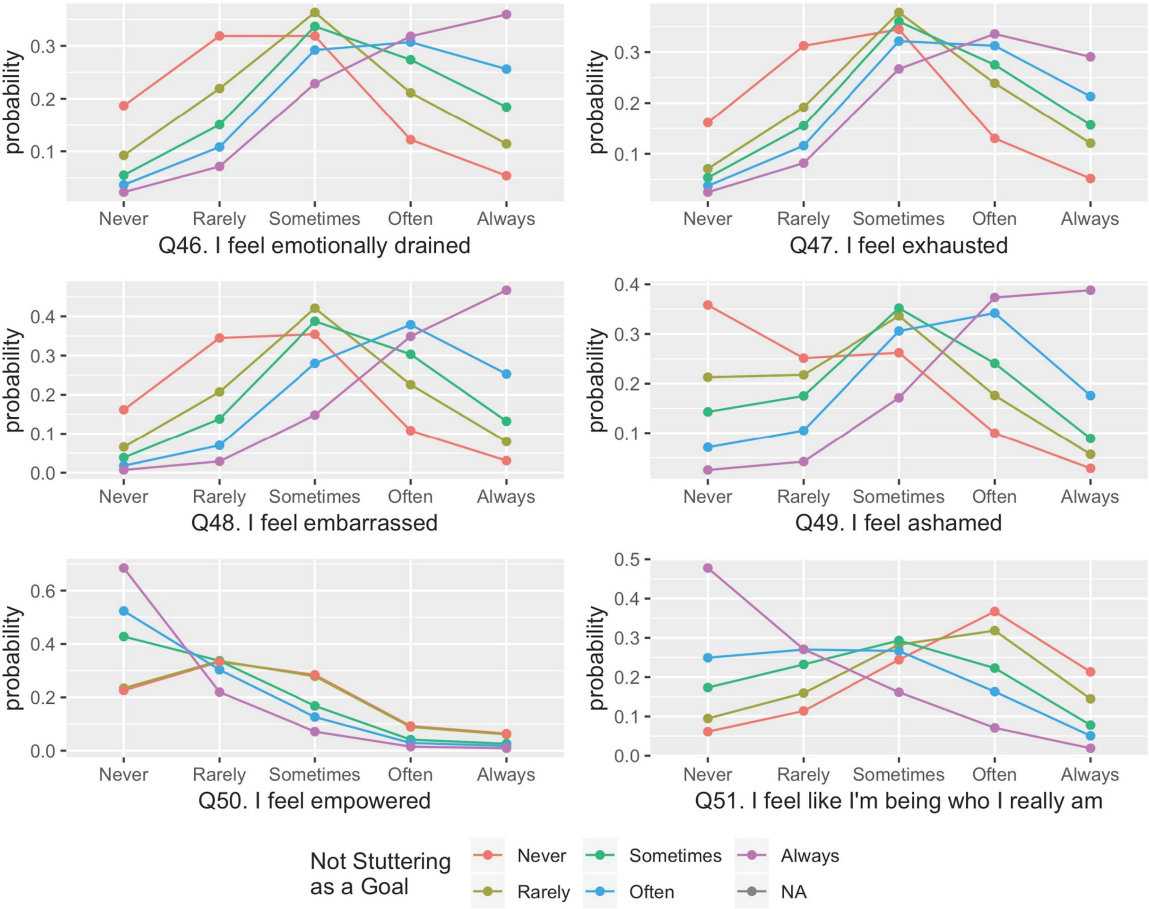 probability
0.3
0.2
0.1
Never Rarely Sometimes Often Always
Q46. I feel emotionally drained
probability
0.3
0.2
0.1
Never Rarely Sometimes Often Always
Q47. I feel exhausted
probability
0.4
0.3
0.2
0.1
0.0
Never Rarely Sometimes Often Always
Q48. I feel embarrassed
probability
0.4
0.3
0.2
0.1
Never Rarely Sometimes Often Always
Q49. I feel ashamed
probability
0.6
0.4
0.2
0.0
Never Rarely Sometimes Often Always
Q50. I feel empowered
probability
0.5
0.4
0.3
0.2
0.1
0.0
Never Rarely Sometimes Often Always
Q51. I feel like I'm being who I really am
Not Stuttering
as a Goal
Never Sometimes Always
Rarely Often NA